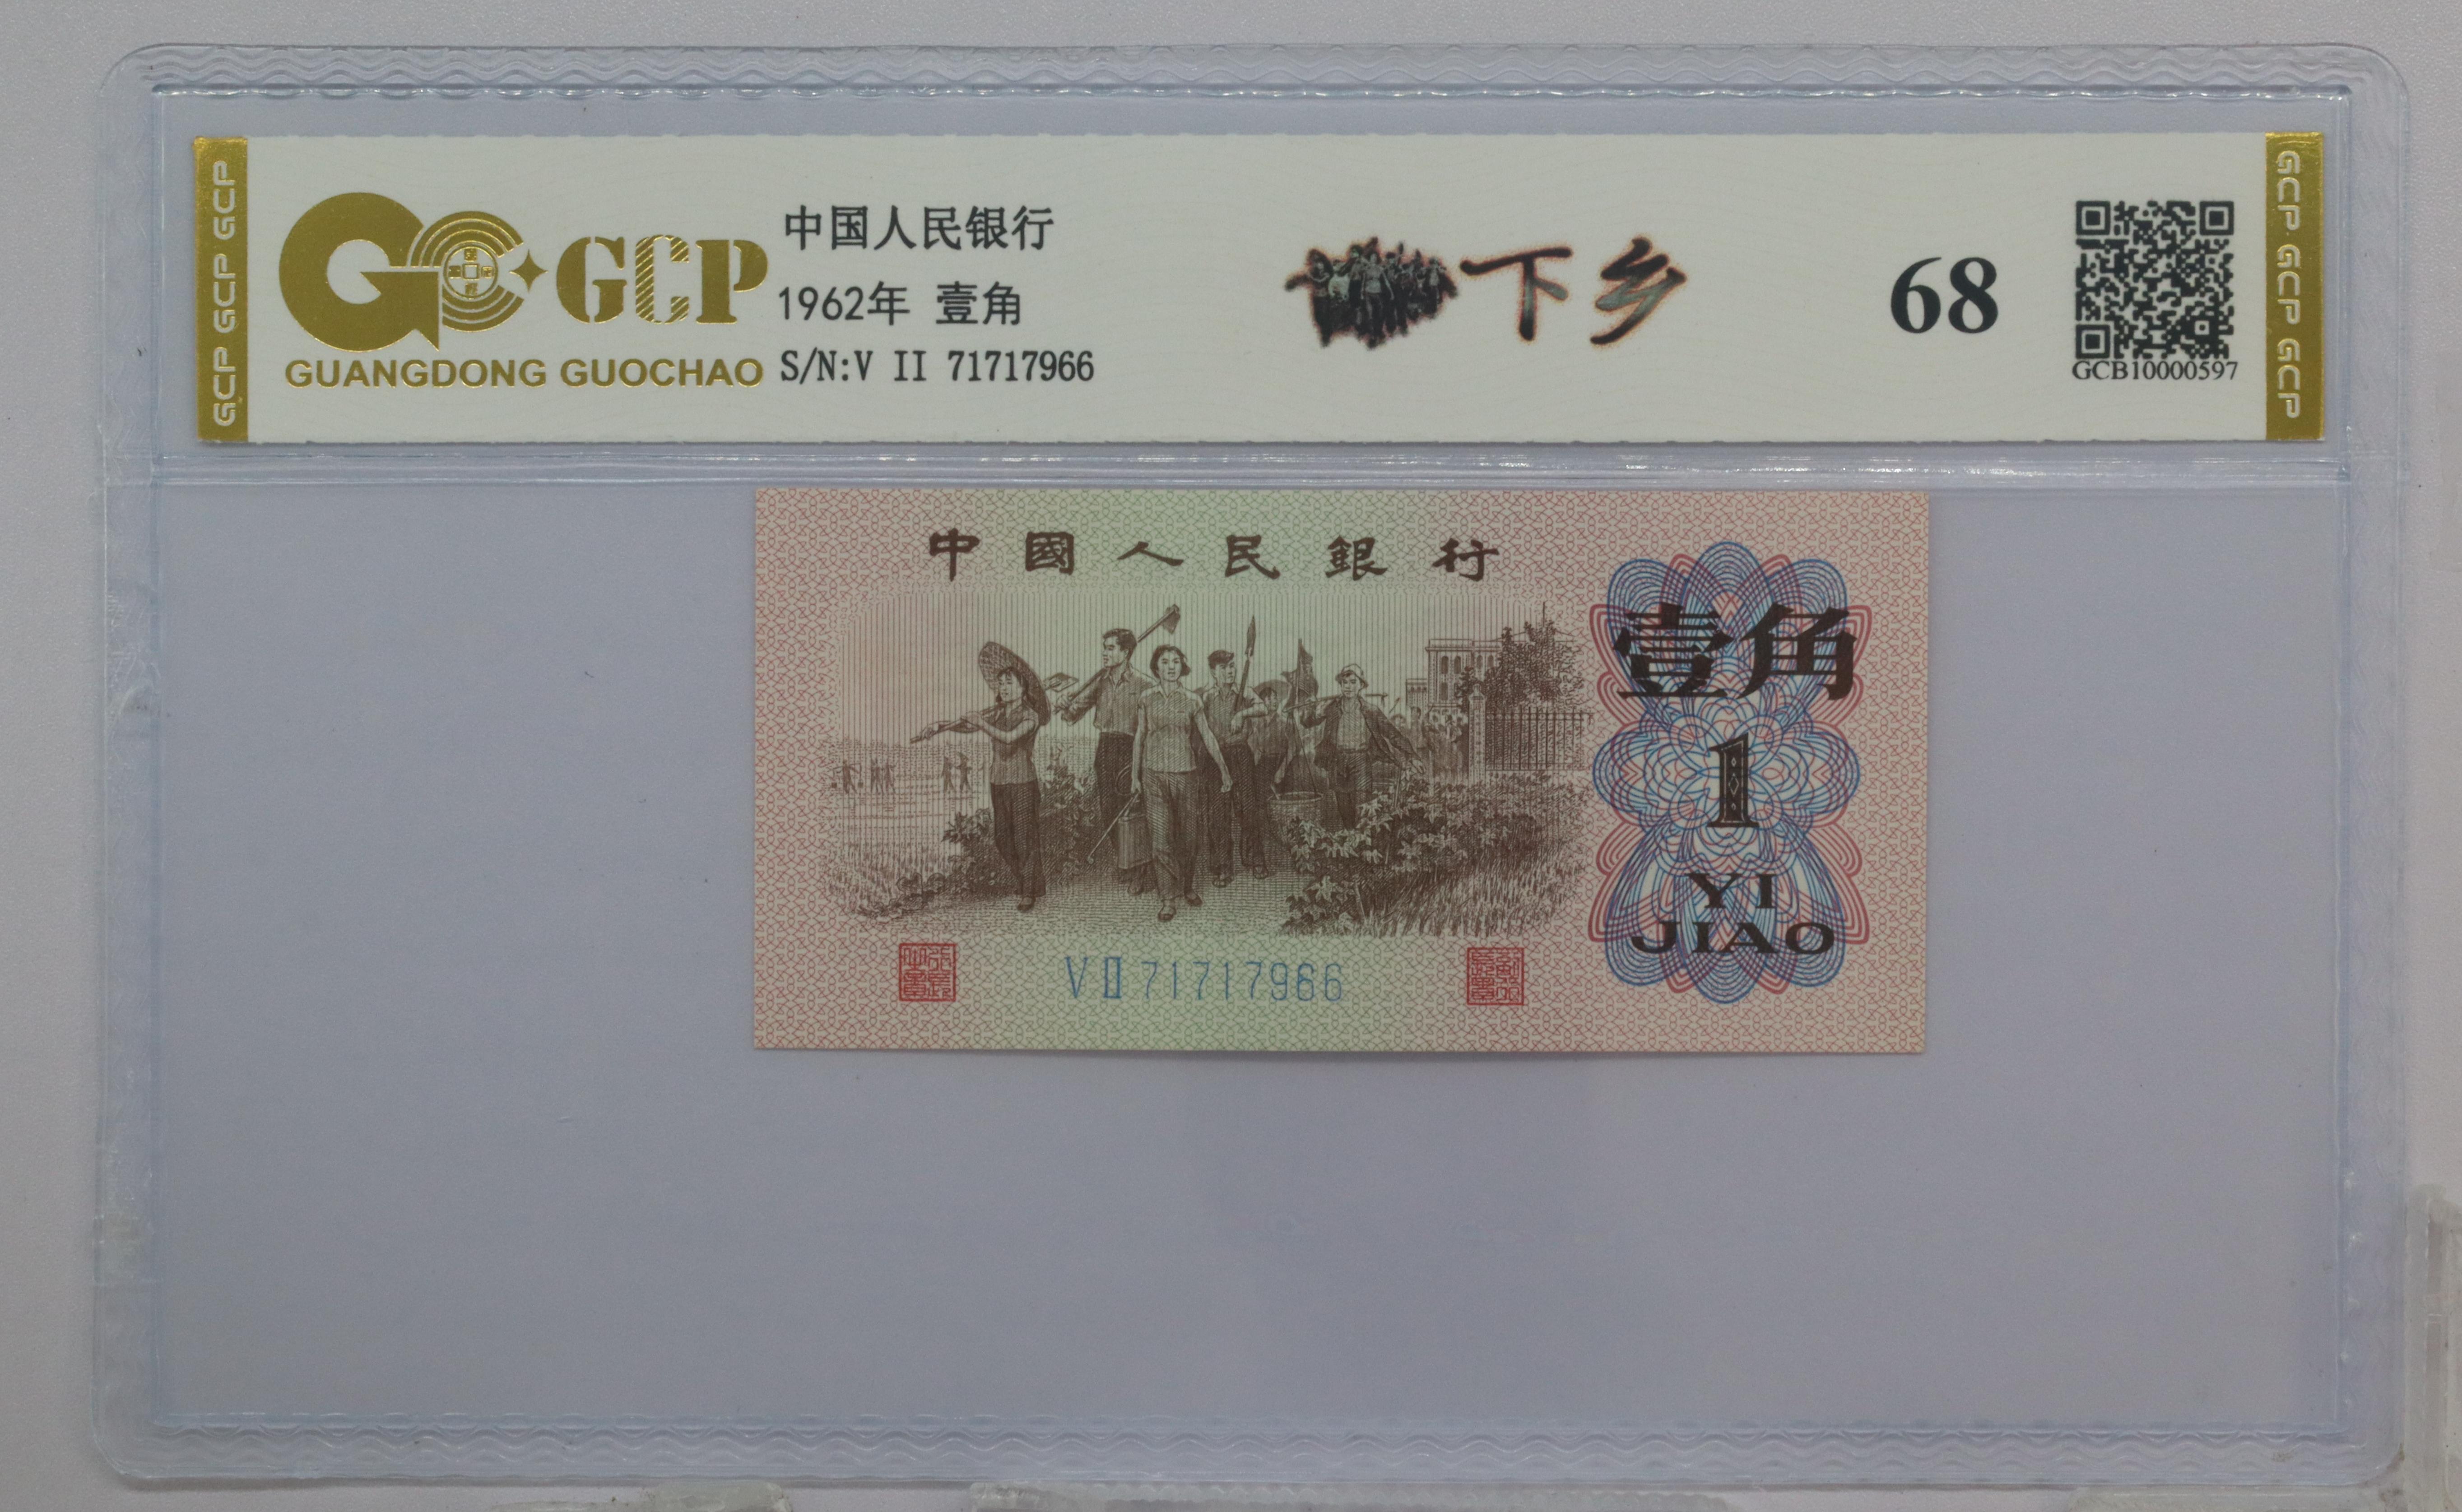 GCP GCP GCP
GCP
GUANGDONG GUOCHAO
中国人民银行
1962年 壹角
S/N:V II 71717966
下乡
68
GCB10000597
GCP GCP GCP
中國人民銀行
壹角
1
YI
JIAO
V II 71717966